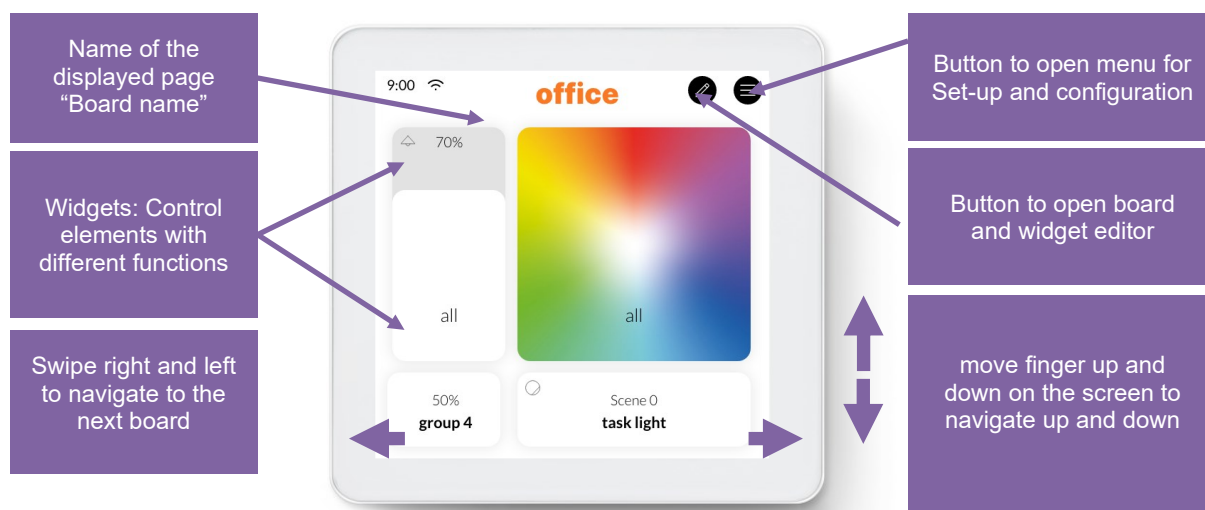 Name of the
displayed page
“Board name”
Widgets: Control
elements with
different functions
Swipe right and left
to navigate to the
next board
9:00
office
70%
all
all
50%
group 4
Scene 0
task light
Button to open menu for
Set-up and configuration
Button to open board
and widget editor
move finger up and
down on the screen to
navigate up and down